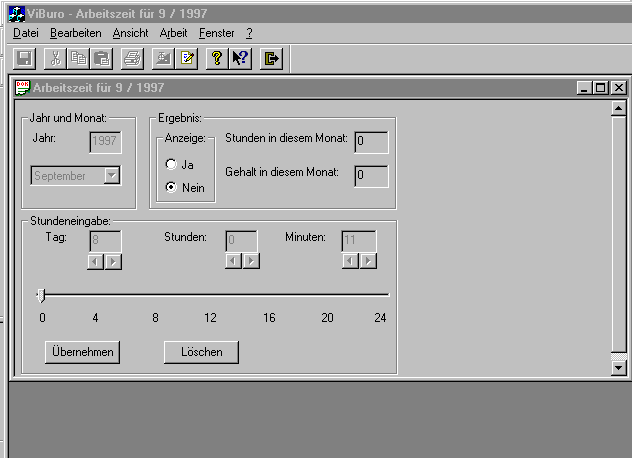 ViBuro - Arbeitszeit für 9 / 1997
Datei Bearbeiten Ansicht Arbeit Fenster ?
DOK Arbeitszeit für 9 / 1997
Jahr und Monat:
Jahr: 1997
September
Ergebnis:
Anzeige:
Ja
Nein
Stunden in diesem Monat: 0
Gehalt in diesem Monat: 0
Stundeneingabe:
Tag: 8 Stunden: 0 Minuten: 11
0 4 8 12 16 20 24
Übernehmen Löschen